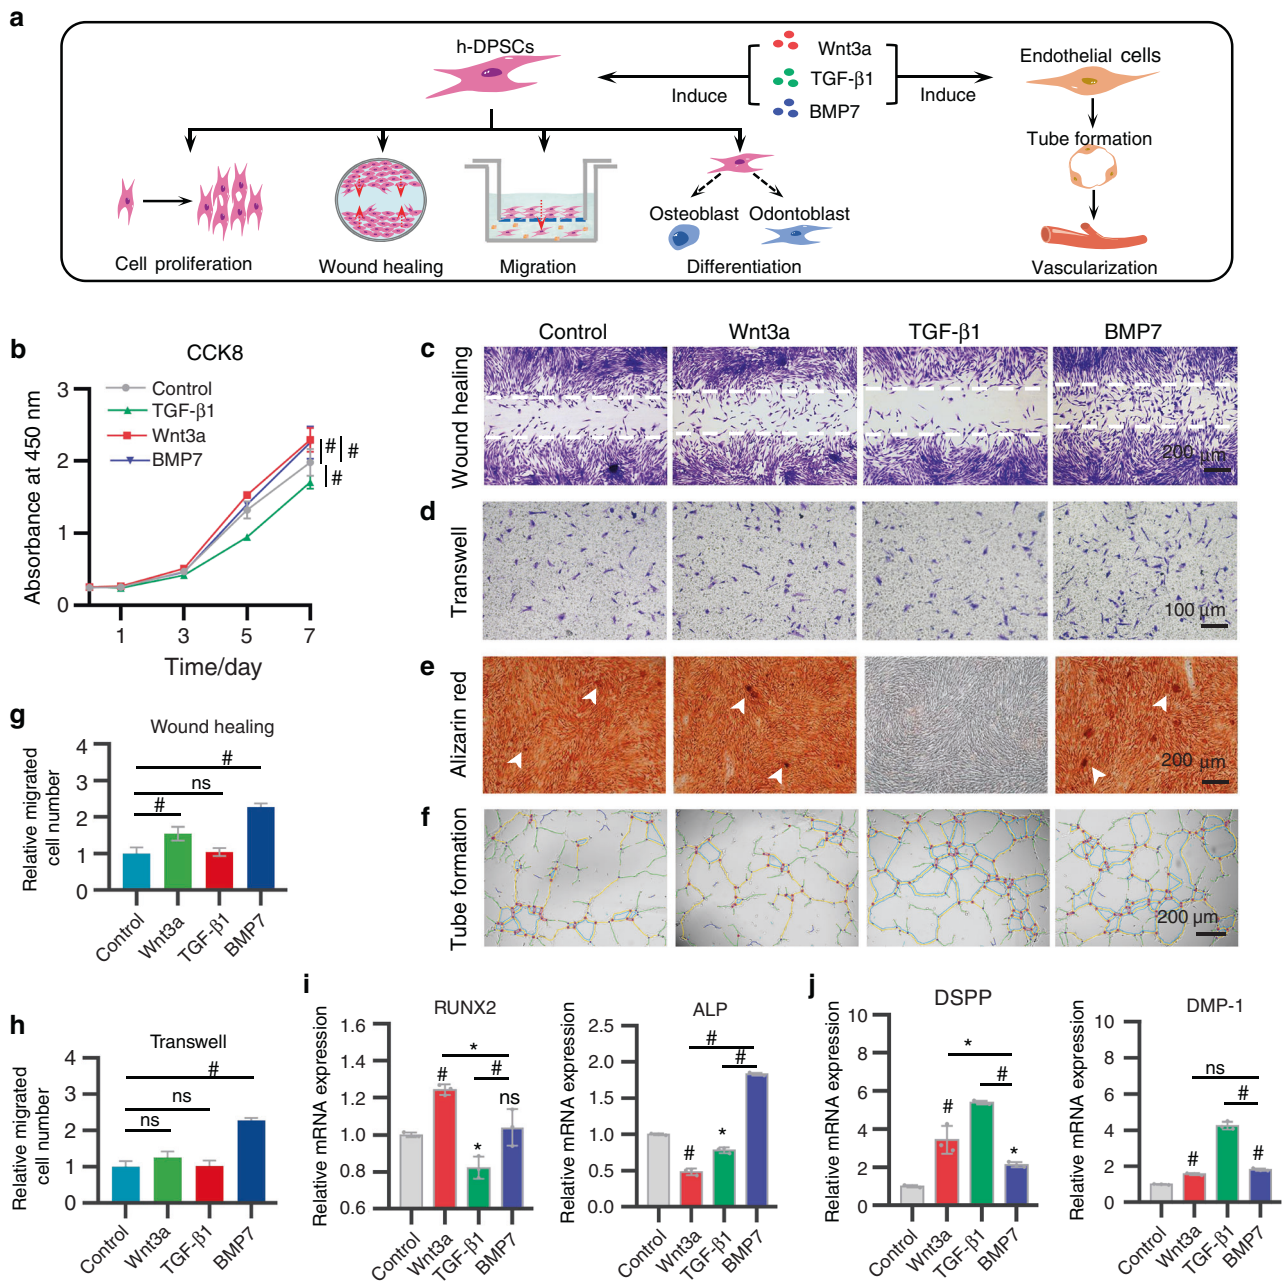 a
h-DPSCs
Wnt3a
TGF-β1
BMP7
Induce
Induce
Endothelial cells
Tube formation
Osteoblast Odontoblast
Cell proliferation
Wound healing
Migration
Differentiation
Vascularization
b
CCK8
Absorbance at 450 nm
3
2
1
0
Control
TGF-β1
Wnt3a
BMP7
# #
#
1 3 5 7
Time/day
Control Wnt3a TGF-β1 BMP7
c
Wound healing
200 μm
d
Transwell
100 μm
e
Alizarin red
200 μm
f
Tube formation
200 μm
g
Wound healing
Relative migrated
cell number
4
3
2
1
0
#
ns
#
Control Wnt3a TGF-β1 BMP7
h
Transwell
Relative migrated
cell number
4
3
2
1
0
#
ns
ns
Control Wnt3a TGF-β1 BMP7
i
RUNX2
Relative mRNA expression
1.6
1.4
1.2
1.0
0.8
0.6
*
#
#
ns
*
Control Wnt3a TGF-β1 BMP7
ALP
Relative mRNA expression
2.5
2.0
1.5
1.0
0.5
0.0
#
#
#
*
Control Wnt3a TGF-β1 BMP7
j
DSPP
Relative mRNA expression
10
8
6
4
2
0
*
#
#
*
Control Wnt3a TGF-β1 BMP7
DMP-1
Relative mRNA expression
10
8
6
4
2
0
ns
#
#
#
Control Wnt3a TGF-β1 BMP7